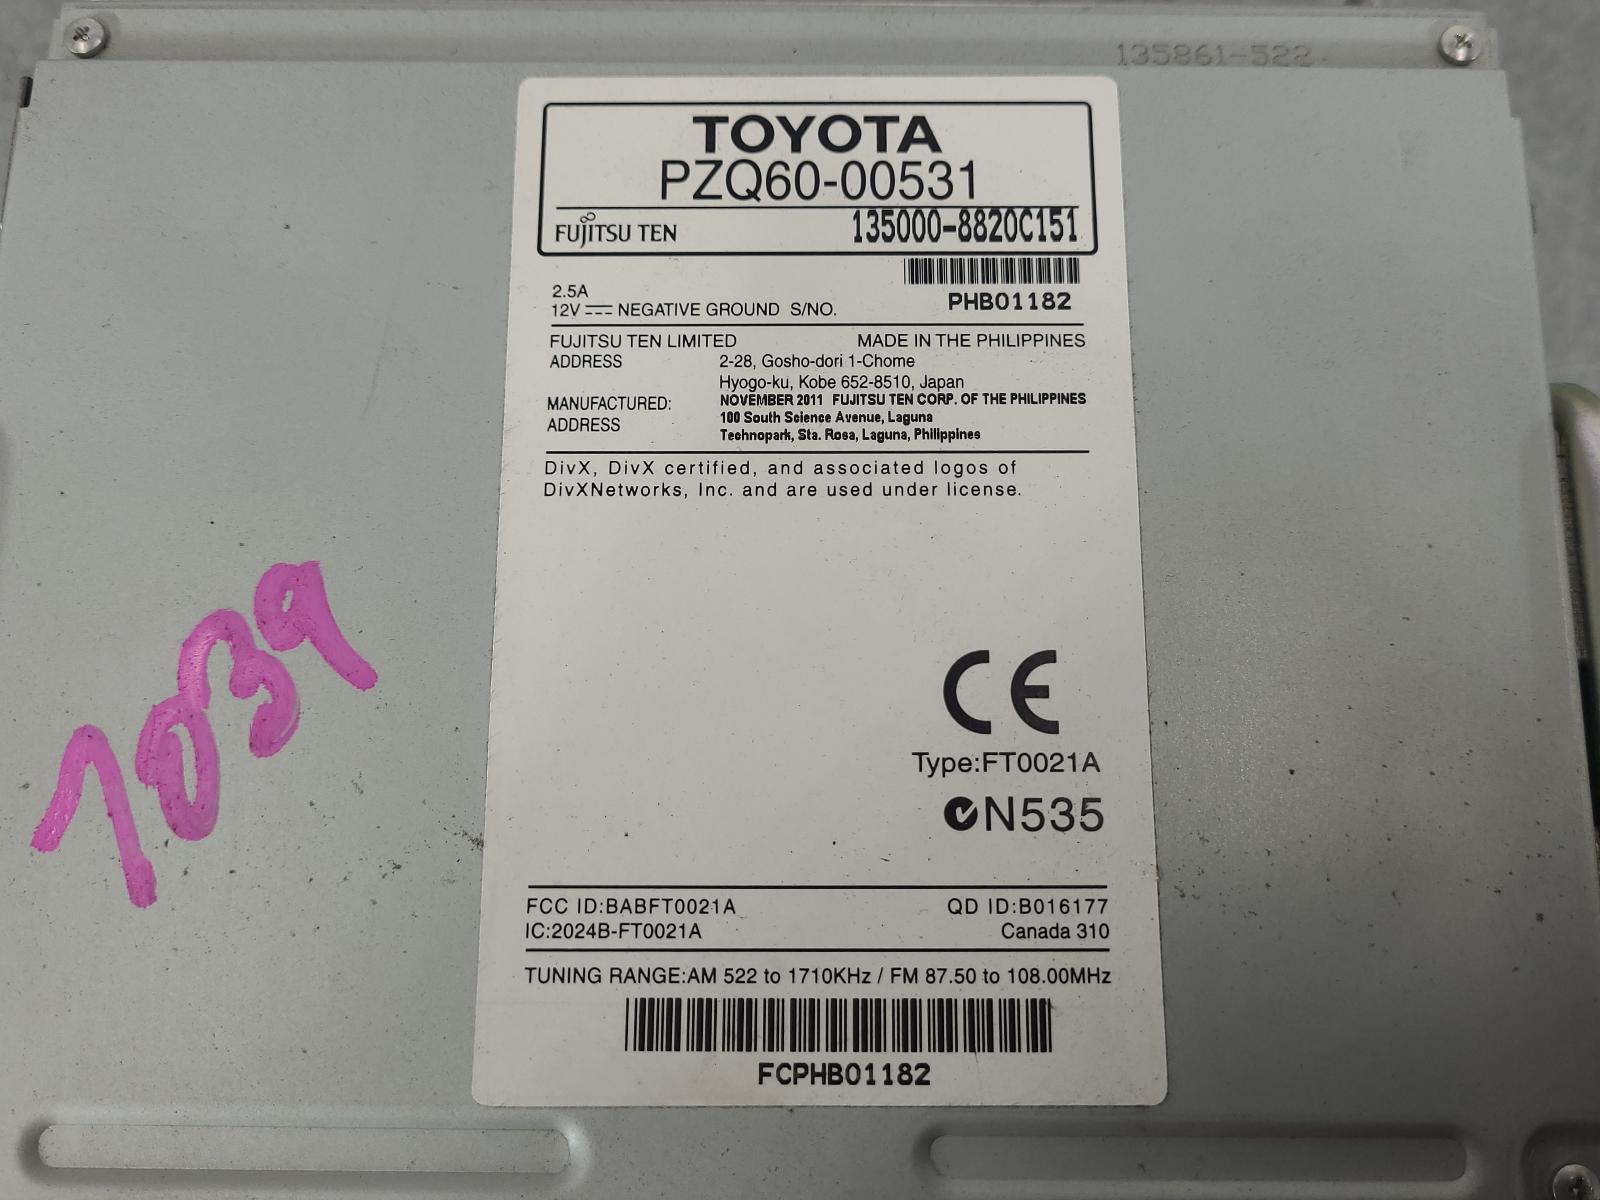 135861-522
TOYOTA
PZQ60-00531
FUJITSU TEN 135000-8820C151
2.5A
12V NEGATIVE GROUND S/NO. PHB01182
FUJITSU TEN LIMITED MADE IN THE PHILIPPINES
ADDRESS 2-28, Gosho-dori 1-Chome
Hyogo-ku, Kobe 652-8510, Japan
MANUFACTURED: NOVEMBER 2011 FUJITSU TEN CORP. OF THE PHILIPPINES
ADDRESS 100 South Science Avenue, Laguna
Technopark, Sta. Rosa, Laguna, Philippines
DivX, DivX certified, and associated logos of
DivXNetworks, Inc. and are used under license.
1039
CE
Type:FT0021A
N535
FCC ID:BABFT0021A QD ID:B016177
IC:2024B-FT0021A Canada 310
TUNING RANGE:AM 522 to 1710KHz / FM 87.50 to 108.00MHz
FCPHB01182